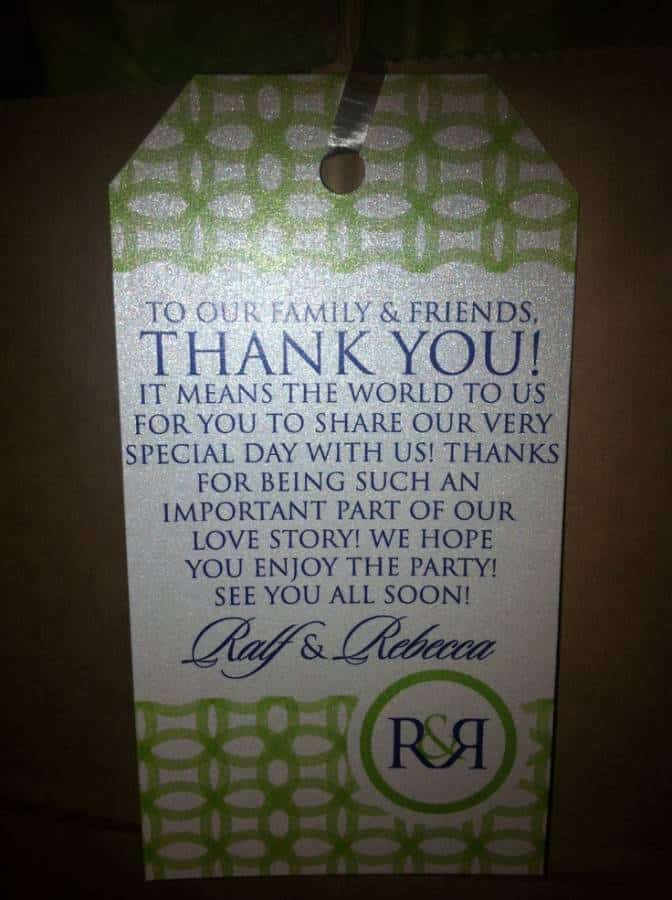 TO OUR FAMILY & FRIENDS,
THANK YOU!
IT MEANS THE WORLD TO US
FOR YOU TO SHARE OUR VERY
SPECIAL DAY WITH US! THANKS
FOR BEING SUCH AN
IMPORTANT PART OF OUR
LOVE STORY! WE HOPE
YOU ENJOY THE PARTY!
SEE YOU ALL SOON!
Ralf & Rebecca
R&R